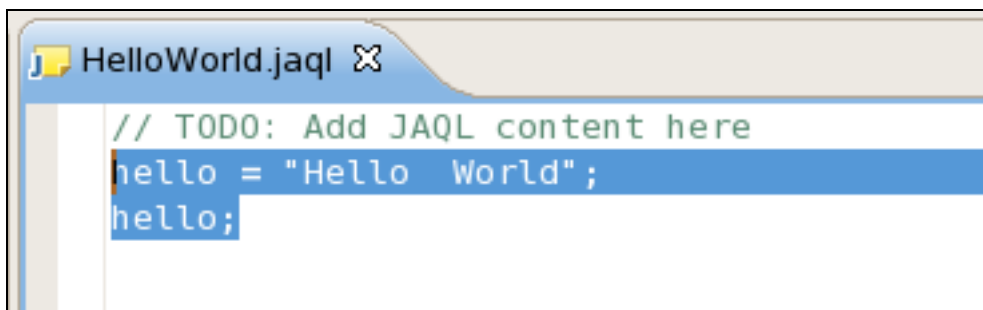 HelloWorld.jaql
// TODO: Add JAQL content here
hello = "Hello  World";
hello;